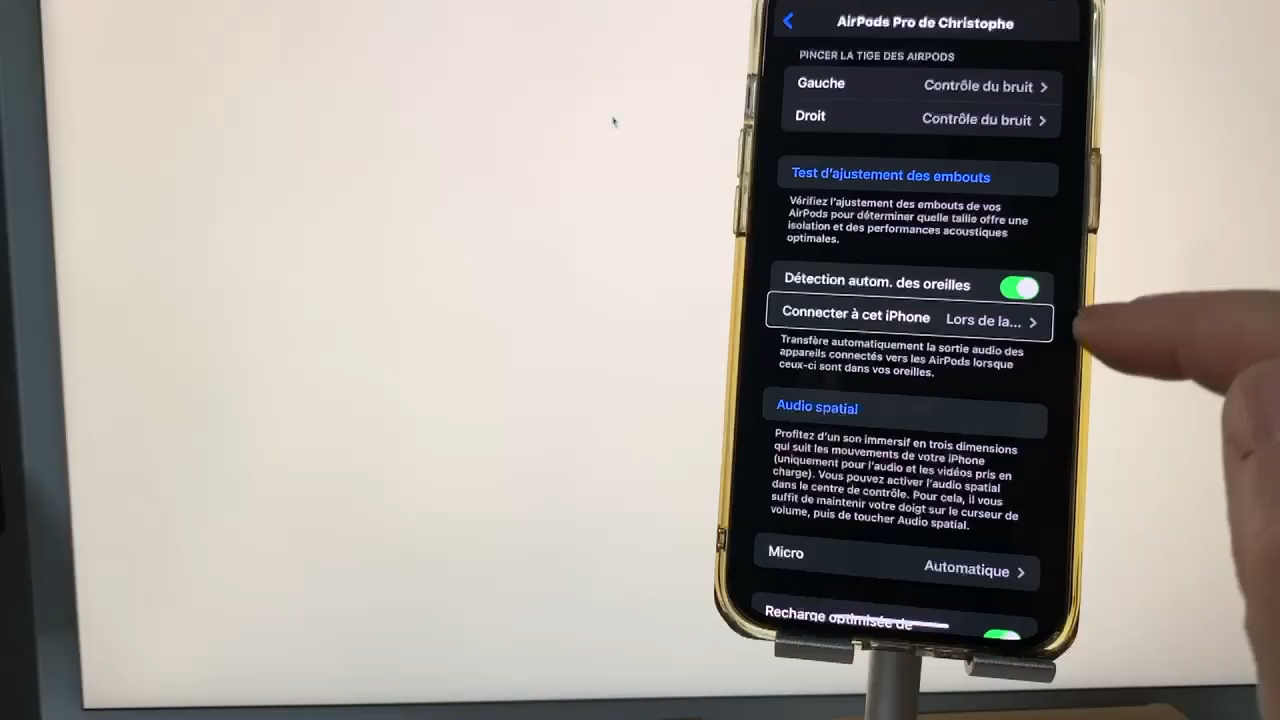 AirPods Pro de Christophe
PINCER LA TIGE DES AIRPODS
Gauche Contrôle du bruit
Droit Contrôle du bruit
Test d'ajustement des embouts
Vérifiez l'ajustement des embouts de vos
AirPods pour déterminer quelle taille offre une
isolation et des performances acoustiques
optimales.
Détection autom. des oreilles
Connecter à cet iPhone Lors de la...
Transfère automatiquement la sortie audio des
appareils connectés vers les AirPods lorsque
ceux-ci sont dans vos oreilles.
Audio spatial
Profitez d'un son immersif en trois dimensions
qui suit les mouvements de votre iPhone
(uniquement pour l'audio et les vidéos pris en
charge). Vous pouvez activer l'audio spatial
dans le centre de contrôle. Pour cela, il vous
suffit de maintenir votre doigt sur le curseur de
volume, puis de toucher Audio spatial.
Micro Automatique
Recharge optimisée de